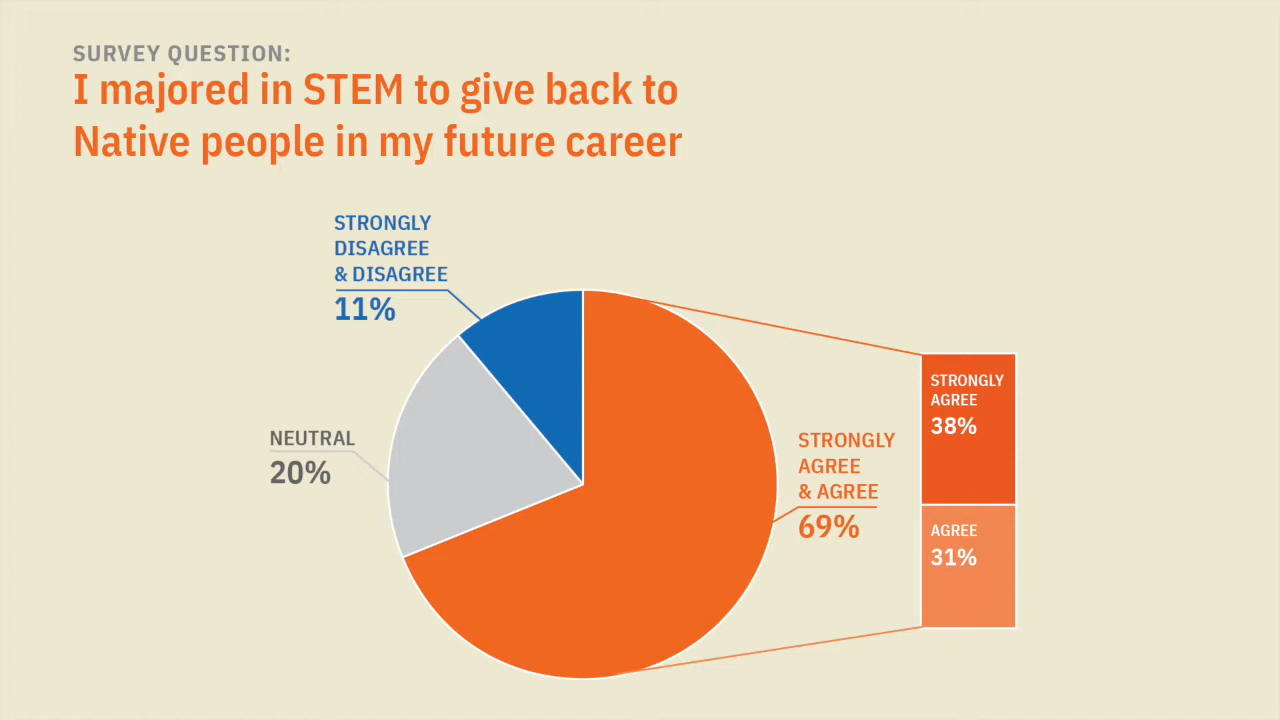 SURVEY QUESTION:
I majored in STEM to give back to
Native people in my future career
STRONGLY
DISAGREE
& DISAGREE
11%
NEUTRAL
20%
STRONGLY
AGREE
& AGREE
69%
STRONGLY
AGREE
38%
AGREE
31%